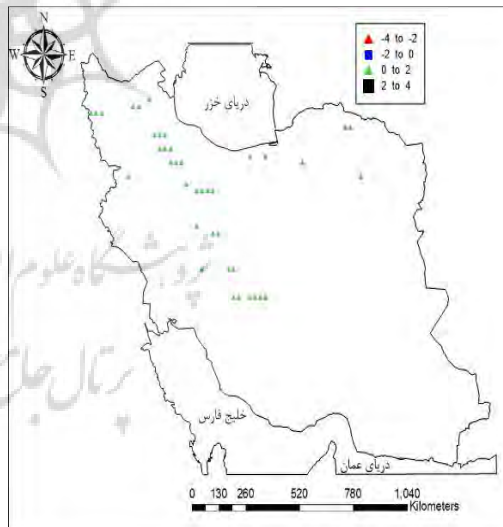 N
W E
S
-4 to -2
-2 to 0
0 to 2
2 to 4
دریای خزر
خلیج فارس
دریای عمان
0 130 260 520 780 1,040
Kilometers